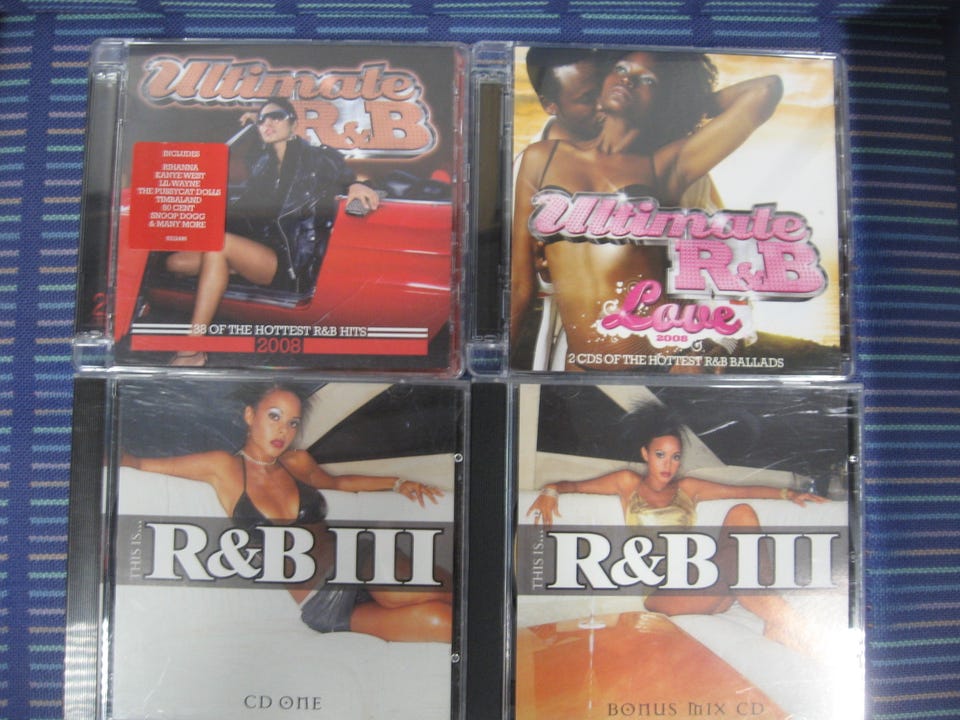 Ultimate
R&B
INCLUDES
RIHANNA
KANYE WEST
LIL WAYNE
THE PUSSYCAT DOLLS
TIMBALAND
50 CENT
SNOOP DOGG
& MANY MORE
2
38 OF THE HOTTEST R&B HITS
2008
Ultimate
R&B
Love
2008
2 CDS OF THE HOTTEST R&B BALLADS
THIS IS...
R&B III
CD ONE
THIS IS...
R&B III
BONUS MIX CD